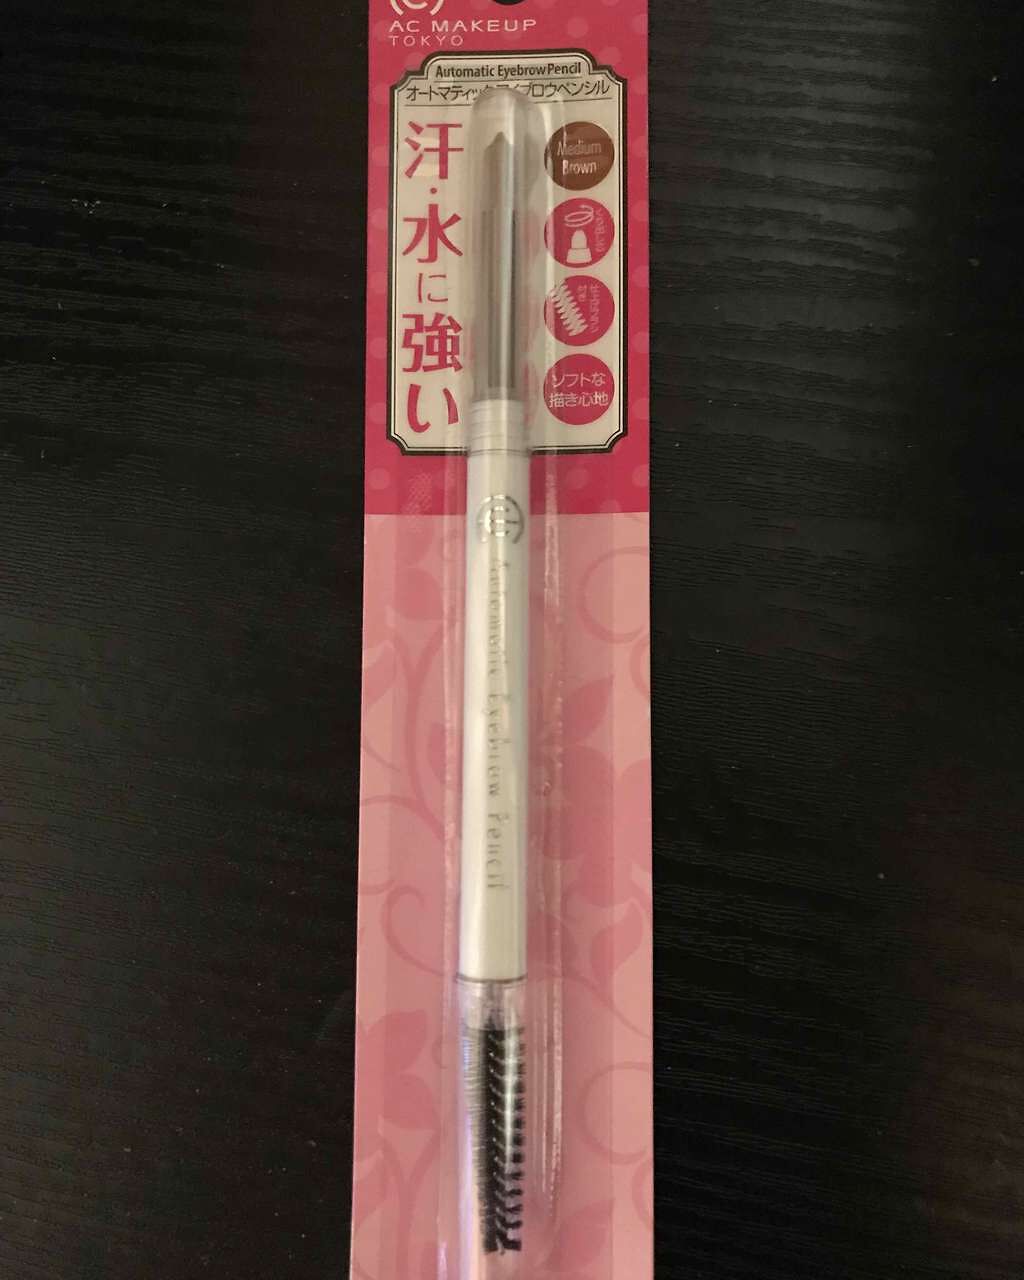 AC MAKEUP
TOKYO
Automatic Eyebrow Pencil
オートマティックアイブロウペンシル
汗・水に強い
Medium
Brown
ソフトな
描き心地
Automatic Eyebrow Pencil